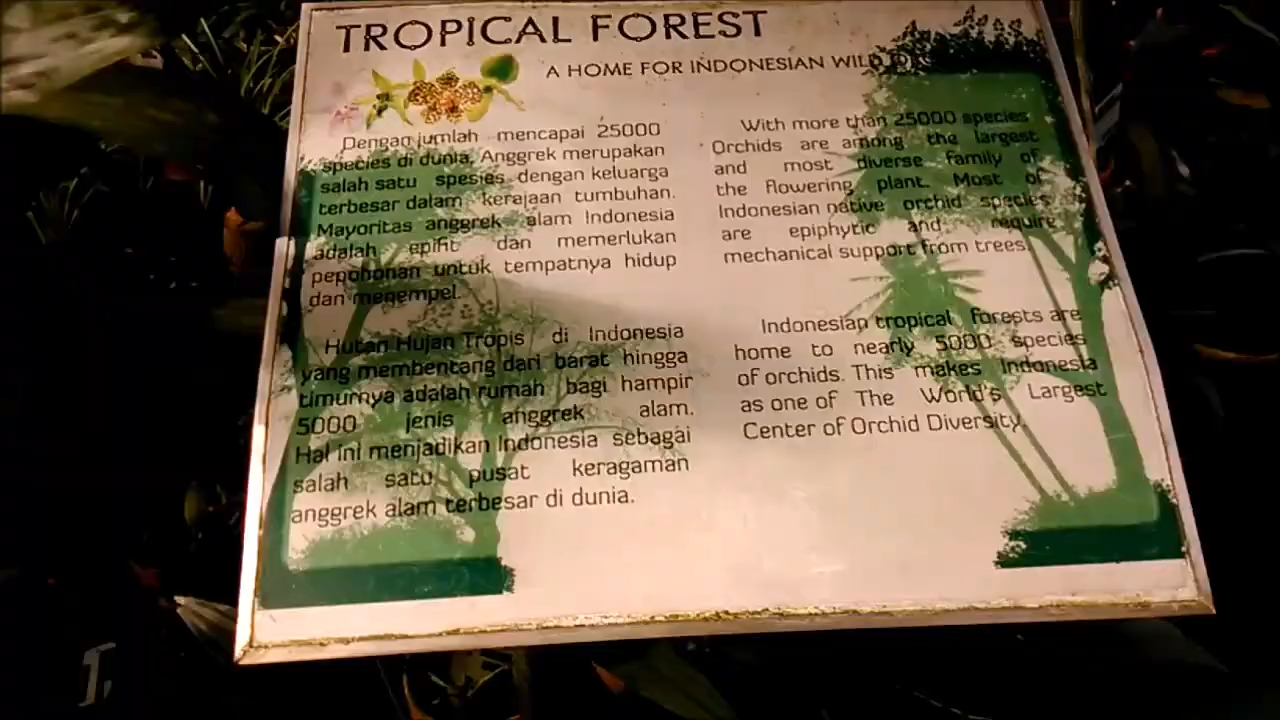 TROPICAL FOREST
A HOME FOR INDONESIAN WILD
Dengan jumlah mencapai 25000
species di dunia, Anggrek merupakan
salah satu spesies dengan keluarga
terbesar dalam kerajaan tumbuhan.
Mayoritas anggrek alam Indonesia
adalah epifit dan memerlukan
pepohonan untuk tempatnya hidup
dan menempel.
Hutan Hujan Tropis di Indonesia
yang membentang dari barat hingga
timurnya adalah rumah bagi hampir
5000 jenis anggrek alam.
Hal ini menjadikan Indonesia sebagai
salah satu pusat keragaman
anggrek alam terbesar di dunia.
With more than 25000 species
Orchids are among the largest
and most diverse family of
the flowering plant. Most of
Indonesian native orchid species
are epiphytic and require
mechanical support from trees.
Indonesian tropical forests are
home to nearly 5000 species
of orchids. This makes Indonesia
as one of The World's Largest
Center of Orchid Diversity.